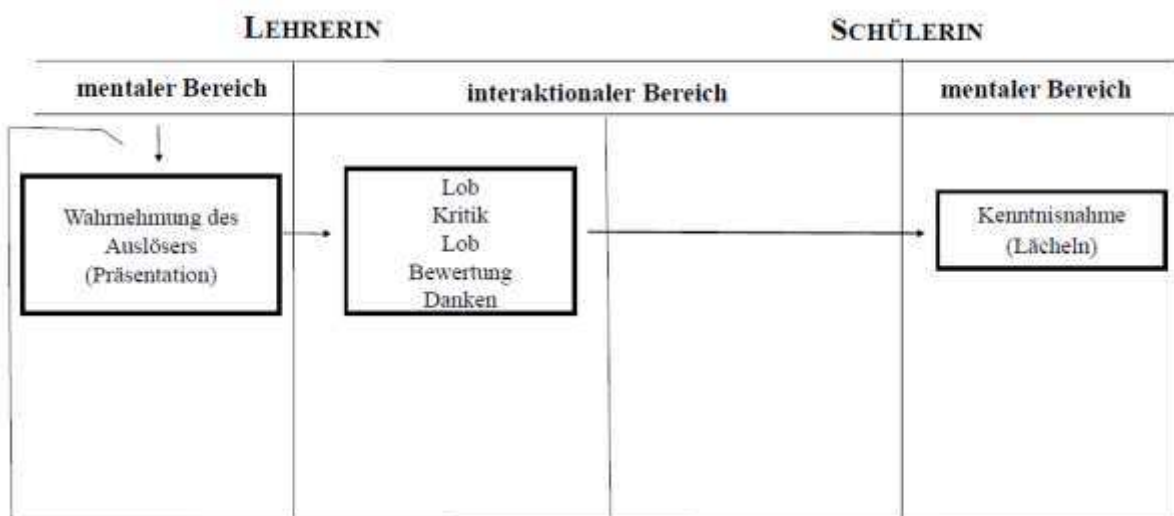 LEHRERIN
SCHÜLERIN
mentaler Bereich
interaktionaler Bereich
mentaler Bereich
Wahrnehmung des
Auslösers
(Präsentation)
Lob
Kritik
Lob
Bewertung
Danken
Kenntnisnahme
(Lächeln)